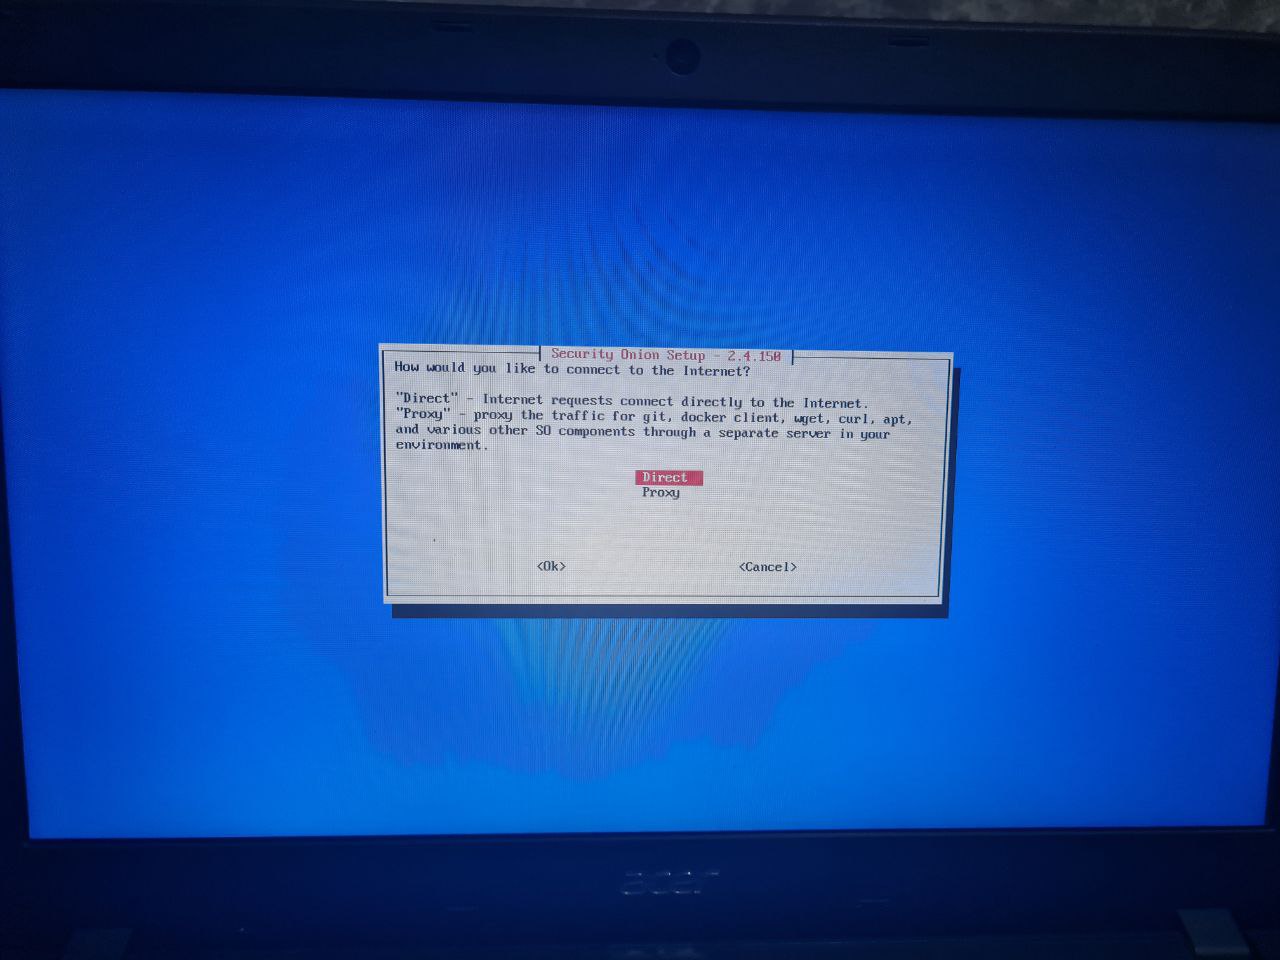 Security Onion Setup - 2.4.150
How would you like to connect to the Internet?
"Direct" - Internet requests connect directly to the Internet.
"Proxy" - proxy the traffic for git, docker client, wget, curl, apt,
and various other SO components through a separate server in your
environment.
Direct
Proxy
<Ok> <Cancel>
acer